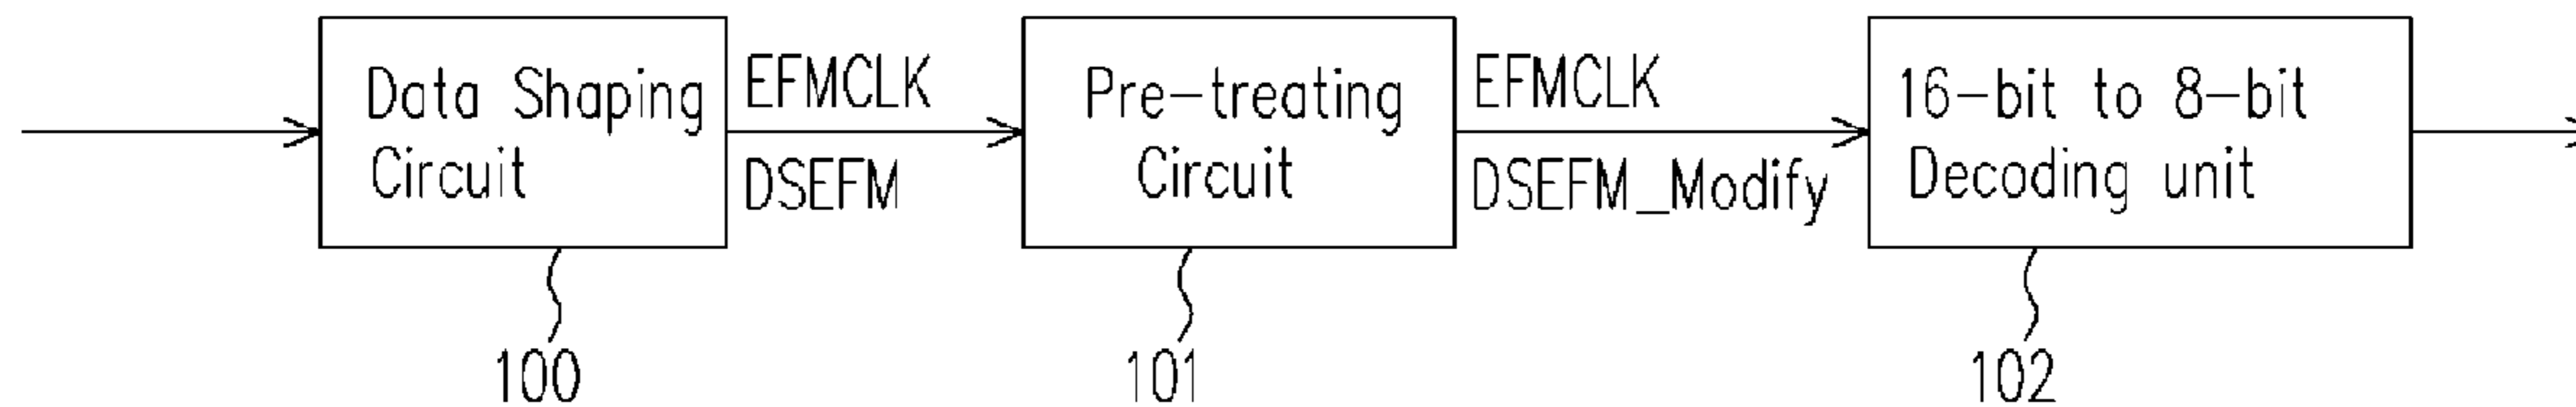 Data Shaping
Circuit
EFMCLK
DSEFM
Pre-treating
Circuit
EFMCLK
DSEFM_Modify
16-bit to 8-bit
Decoding unit
100
101
102